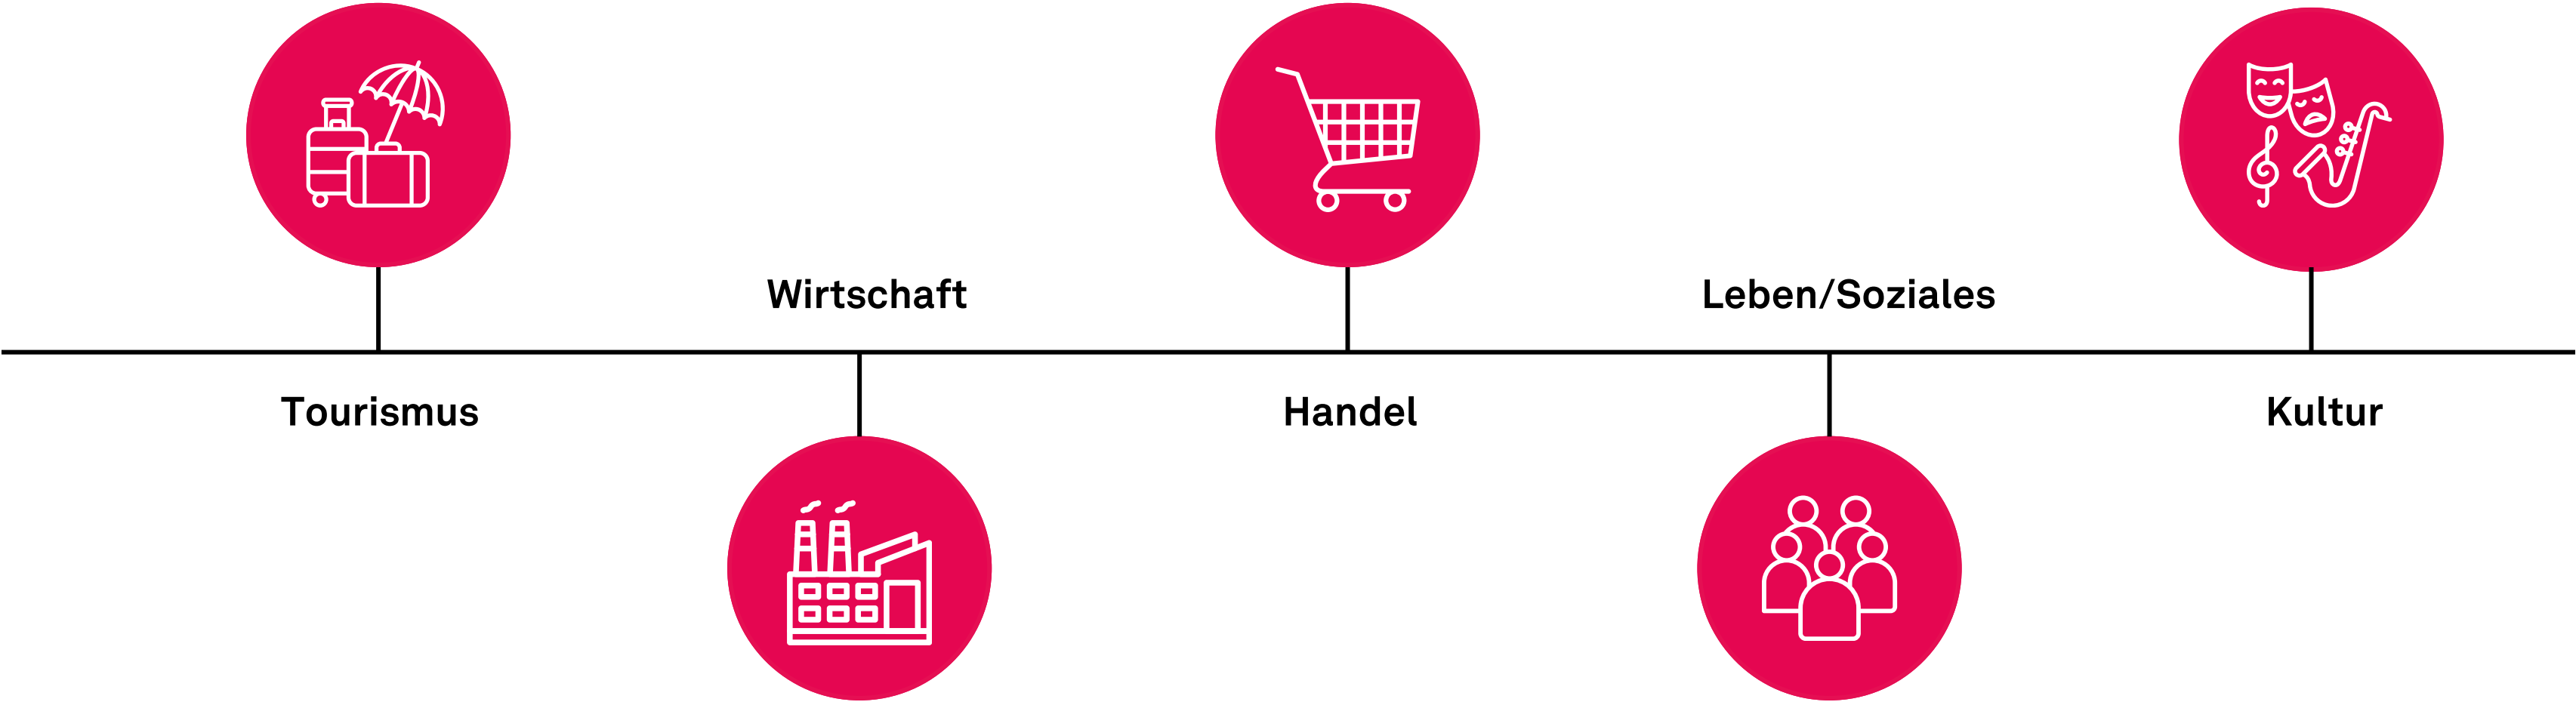 Tourismus
Wirtschaft
Handel
Leben/Soziales
Kultur